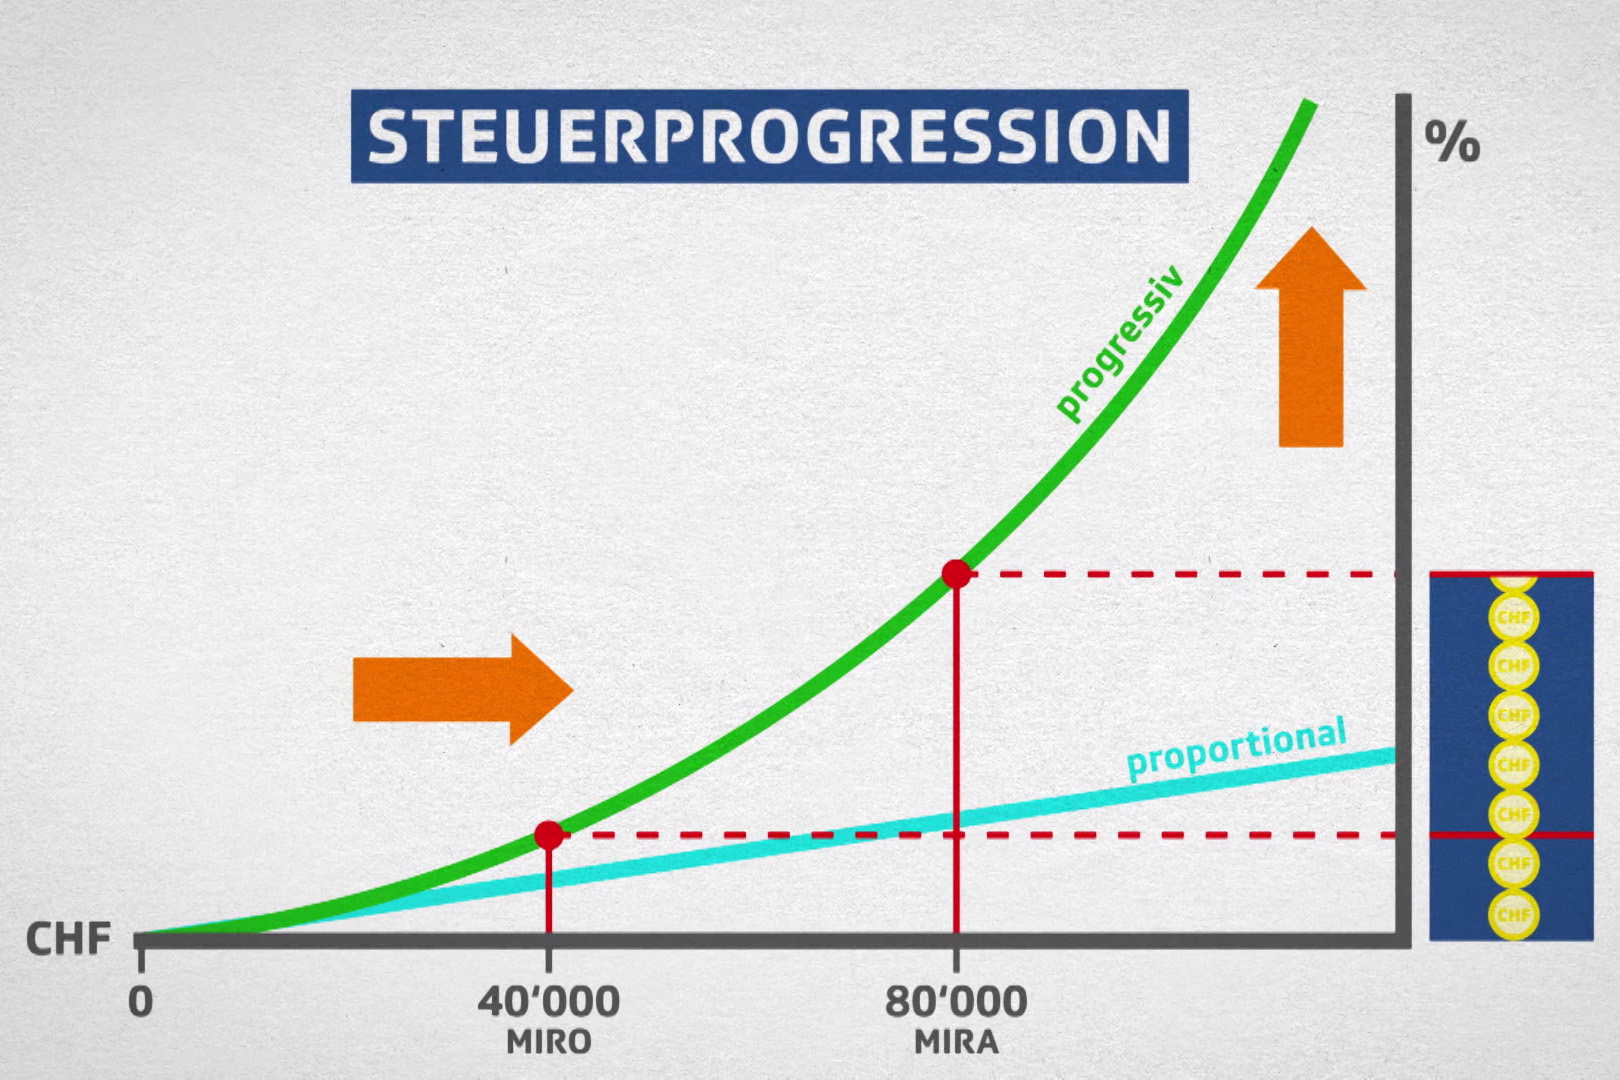 STEUERPROGRESSION
%
progressiv
proportional
CHF
CHF
CHF
CHF
CHF
CHF
CHF
CHF
0
40‘000
MIRO
80‘000
MIRA